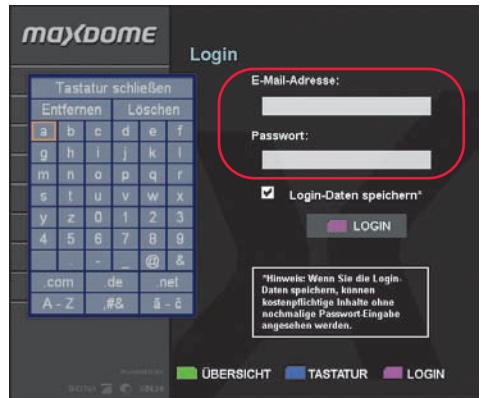 maxdome
Login
Tastatur schließen
Entfernen Löschen
a b c d e f
g h i j k l
m n o p q r
s t u v w x
y z 0 1 2 3
4 5 6 7 8 9
. - _ @ &
.com .de .net
A - Z ,#& ä - č
E-Mail-Adresse:
Passwort:
Login-Daten speichern*
LOGIN
*Hinweis: Wenn Sie die Login-
Daten speichern, können
kostenpflichtige Inhalte ohne
nochmalige Passwort-Eingabe
angesehen werden.
ÜBERSICHT TASTATUR LOGIN